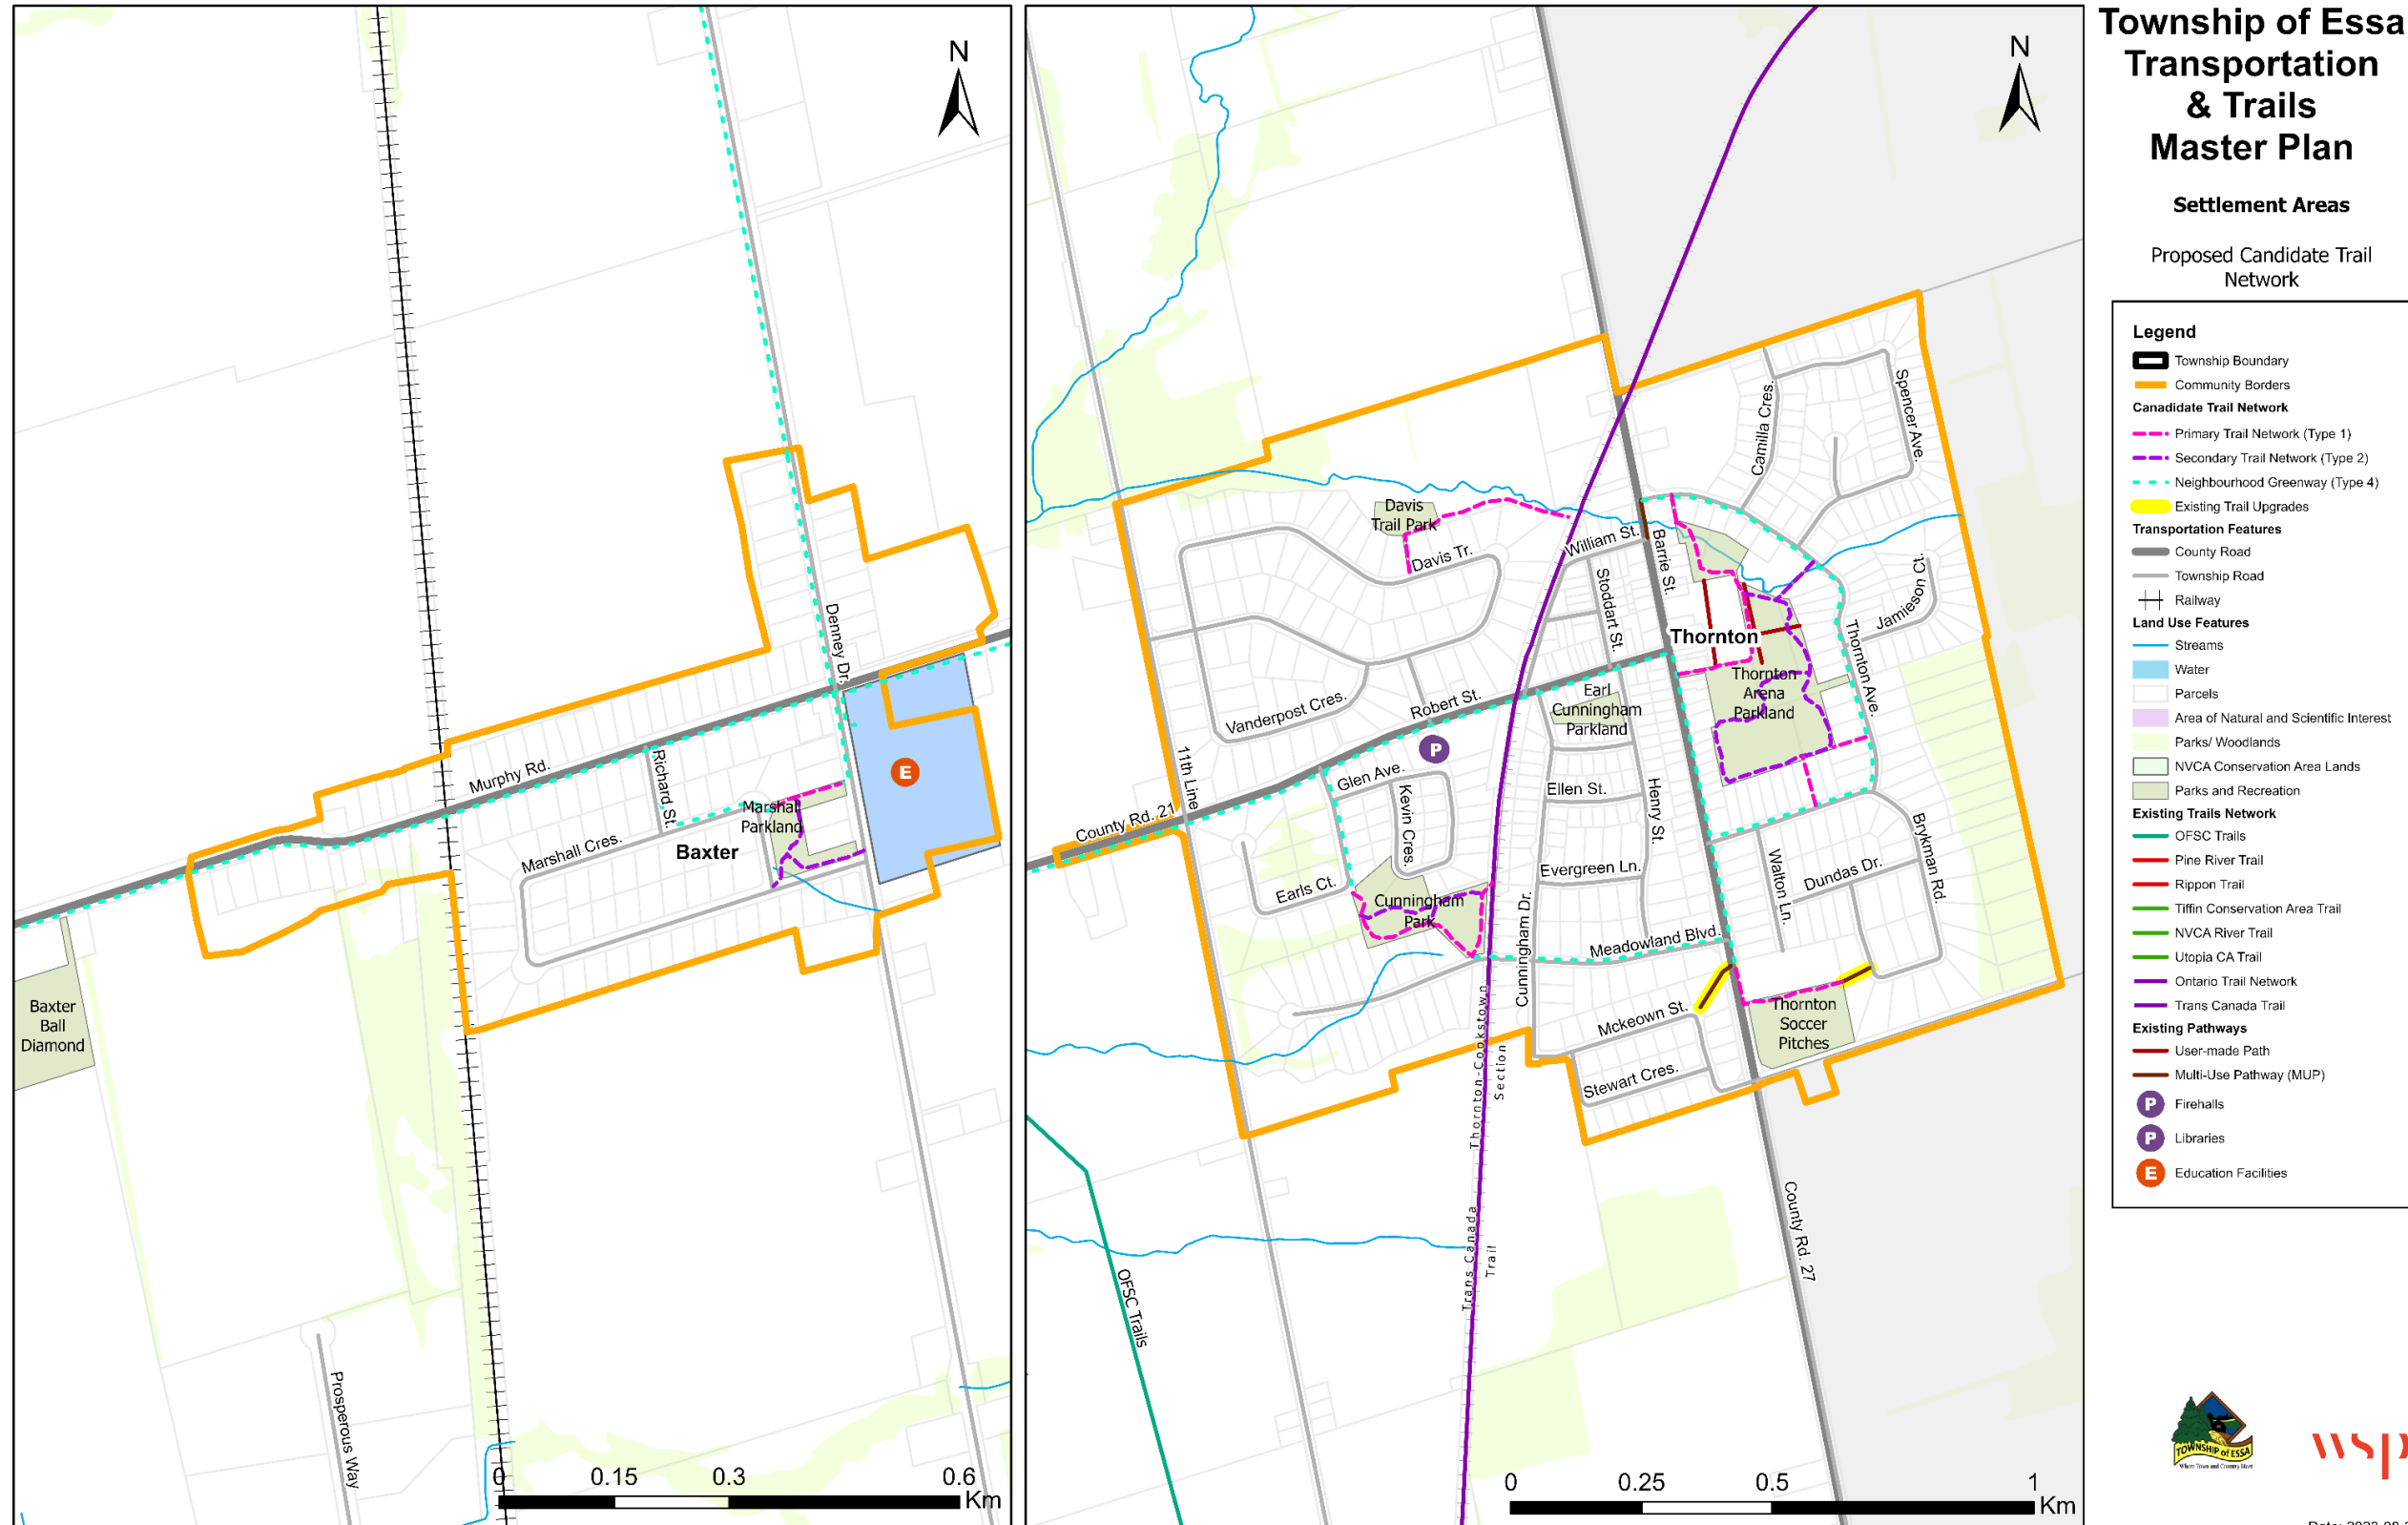 Township of Essa
Transportation
& Trails
Master Plan
Settlement Areas
Proposed Candidate Trail
Network
Legend
Township Boundary
Community Borders
Canadidate Trail Network
Primary Trail Network (Type 1)
Secondary Trail Network (Type 2)
Neighbourhood Greenway (Type 4)
Existing Trail Upgrades
Transportation Features
County Road
Township Road
Railway
Land Use Features
Streams
Water
Parcels
Area of Natural and Scientific Interest
Parks/ Woodlands
NVCA Conservation Area Lands
Parks and Recreation
Existing Trails Network
OFSC Trails
Pine River Trail
Rippon Trail
Tiffin Conservation Area Trail
NVCA River Trail
Utopia CA Trail
Ontario Trail Network
Trans Canada Trail
Existing Pathways
User-made Path
Multi-Use Pathway (MUP)
P Firehalls
P Libraries
E Education Facilities
TOWNSHIP of ESSA
Where Town and Country Meet
wsp
N
Denney Dr.
Murphy Rd.
Richard St.
Marshall
Parkland
Marshall Cres.
Baxter
E
Baxter
Ball
Diamond
Prosperous Way
0 0.15 0.3 0.6
Km
N
Camilla Cres.
Spencer Ave.
Davis
Trail Park
Davis Tr.
William St.
Barrie St.
Stoddart St.
Jamieson Ct.
Thornton
Thornton Ave.
Thornton
Arena
Parkland
Vanderpost Cres.
Robert St.
Earl
Cunningham
Parkland
P
11th Line
County Rd. 21
Glen Ave.
Kevin Cres.
Ellen St.
Henry St.
Evergreen Ln.
Earls Ct.
Cunningham
Park
Cunningham Dr.
Meadowland Blvd.
Walton Ln.
Dundas Dr.
Brykman Rd.
Mckeown St.
Stewart Cres.
Thornton
Soccer
Pitches
Thornton-Cookstown
Section
Trans Canada
Trail
OFSC Trails
County Rd. 27
0 0.25 0.5 1
Km